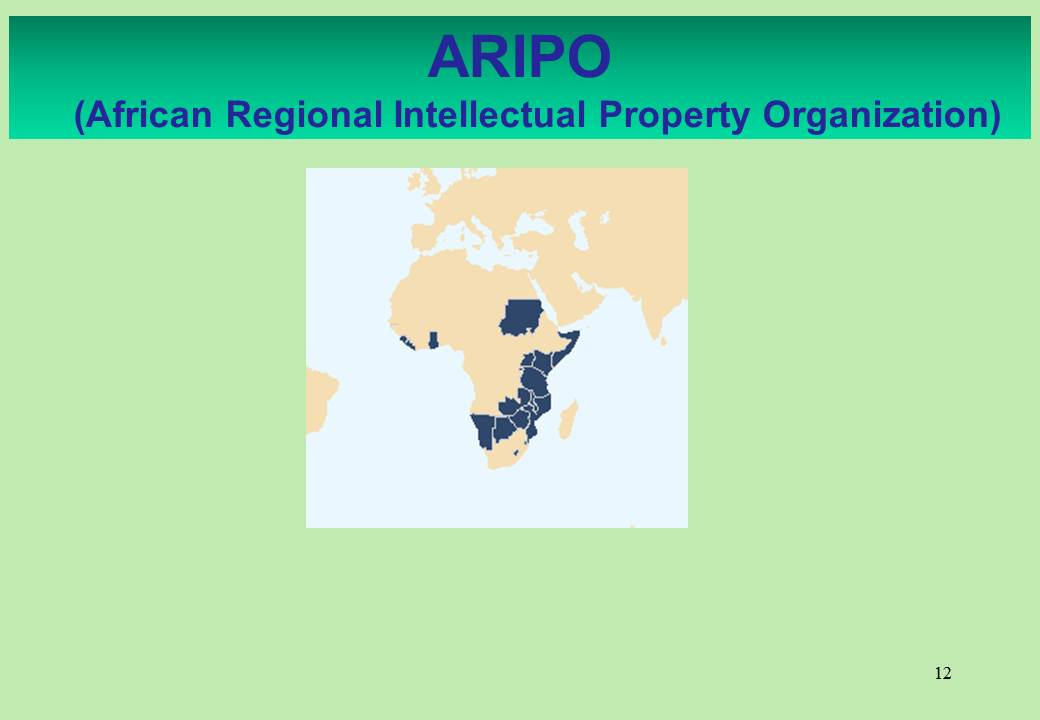 ARIPO
(African Regional Intellectual Property Organization)
12